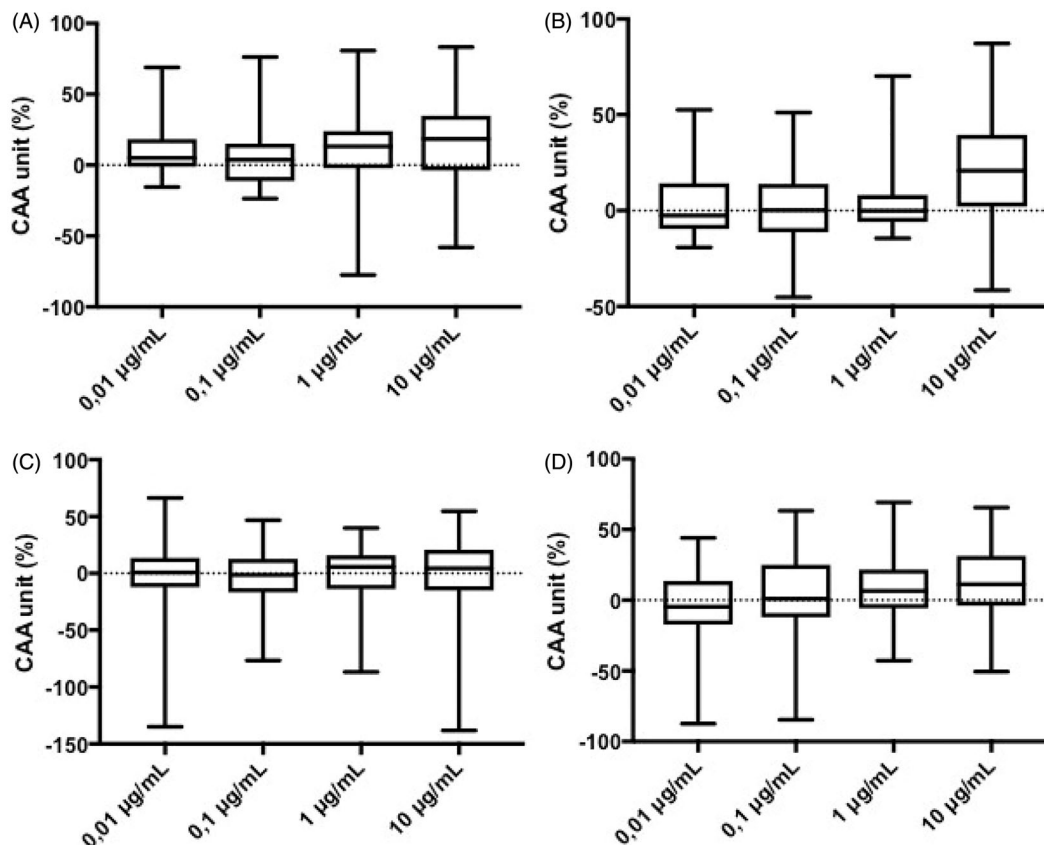 (A)
CAA unit (%)
100
50
0
-50
-100
0,01 µg/mL
0,1 µg/mL
1 µg/mL
10 µg/mL
(B)
CAA unit (%)
100
50
0
-50
0,01 µg/mL
0,1 µg/mL
1 µg/mL
10 µg/mL
(C)
CAA unit (%)
100
50
0
-50
-100
-150
0,01 µg/mL
0,1 µg/mL
1 µg/mL
10 µg/mL
(D)
CAA unit (%)
100
50
0
-50
-100
0,01 µg/mL
0,1 µg/mL
1 µg/mL
10 µg/mL